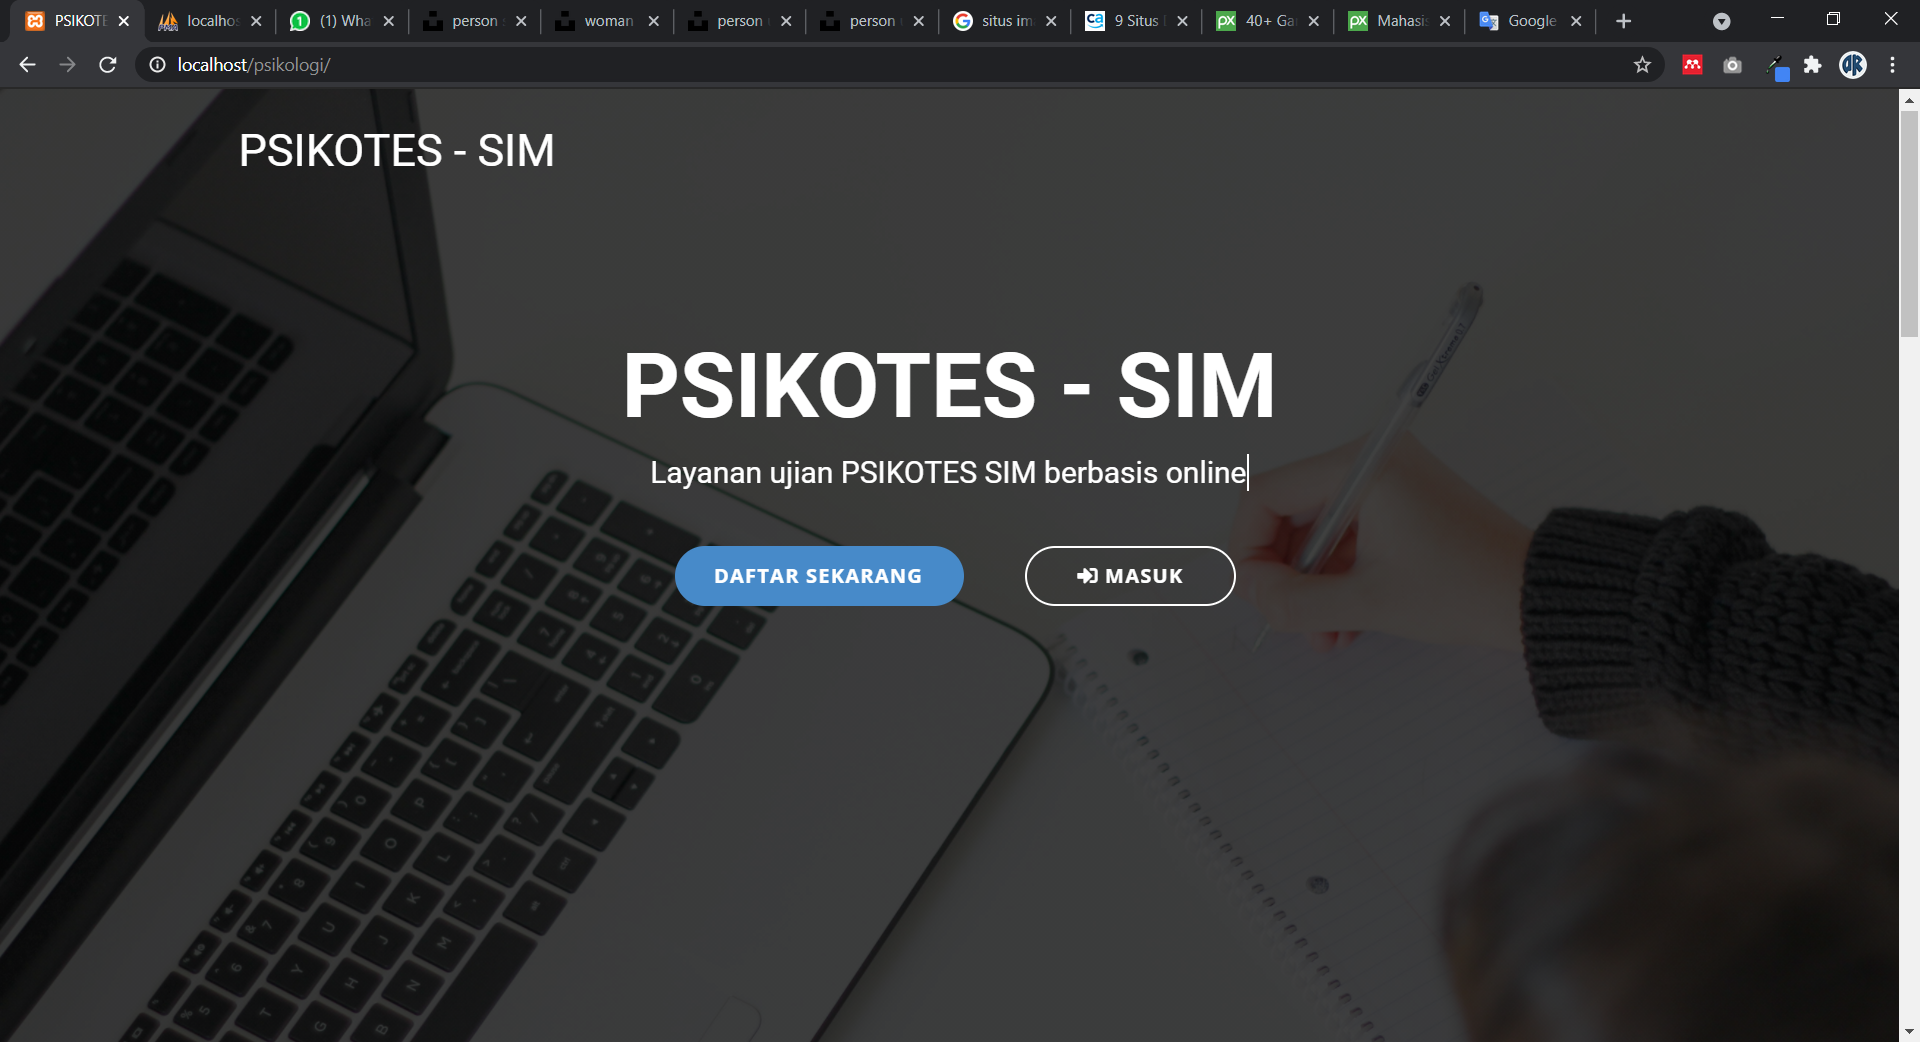 PSIKOTE
localhos
(1) Wha
person
woman
person
person
situs im
9 Situs
40+ Ga
Mahasis
Google
localhost/psikologi/
PSIKOTES - SIM
PSIKOTES - SIM
Layanan ujian PSIKOTES SIM berbasis online
DAFTAR SEKARANG
MASUK